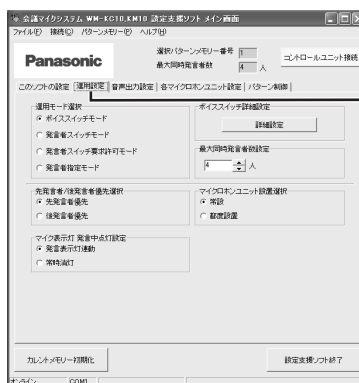 会議マイクシステム WM-KC10,KM10 設定支援ソフト メイン画面
ファイル(F) 接続(C) パターンメモリー(P) ヘルプ(H)
Panasonic
選択パターンメモリー番号 1
最大同時発言者数 4 人
コントロールユニット接続
このソフトの設定 運用設定 音声出力設定 各マイクロホンユニット設定 パターン制御
運用モード選択
ボイススイッチモード
発言者スイッチモード
発言者スイッチ要求許可モード
発言者指定モード
ボイススイッチ詳細設定
詳細設定
最大同時発言者数設定
4 人
先発言者/後発言者優先選択
先発言者優先
後発言者優先
マイクロホンユニット設置選択
常設
都度設置
マイク表示灯 発言中点灯設定
発言表示灯連動
常時消灯
カレントメモリー初期化
設定支援ソフト終了
オンライン COM1